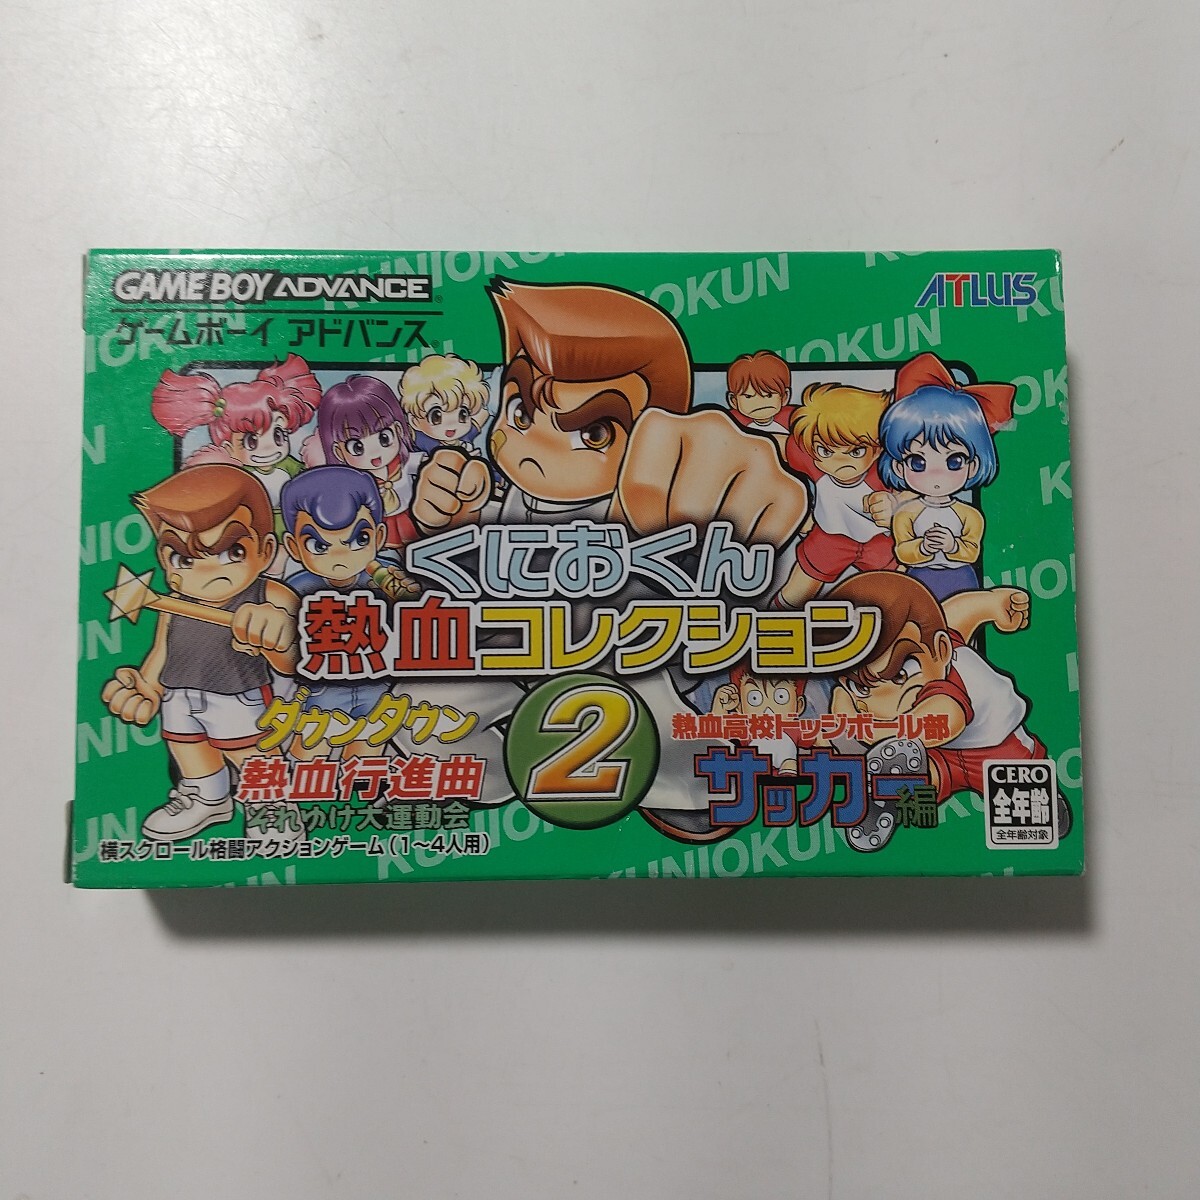 GAME BOY ADVANCE
ゲームボーイ アドバンス
ATLUS
くにおくん
熱血コレクション
2
ダウンタウン
熱血行進曲
それゆけ大運動会
熱血高校ドッジボール部
サッカー編
横スクロール格闘アクションゲーム(1〜4人用)
CERO
全年齢
全年齢対象
KUNIOKUN
KUNIOKUN
KUNIOKUN
KUNIOKUN